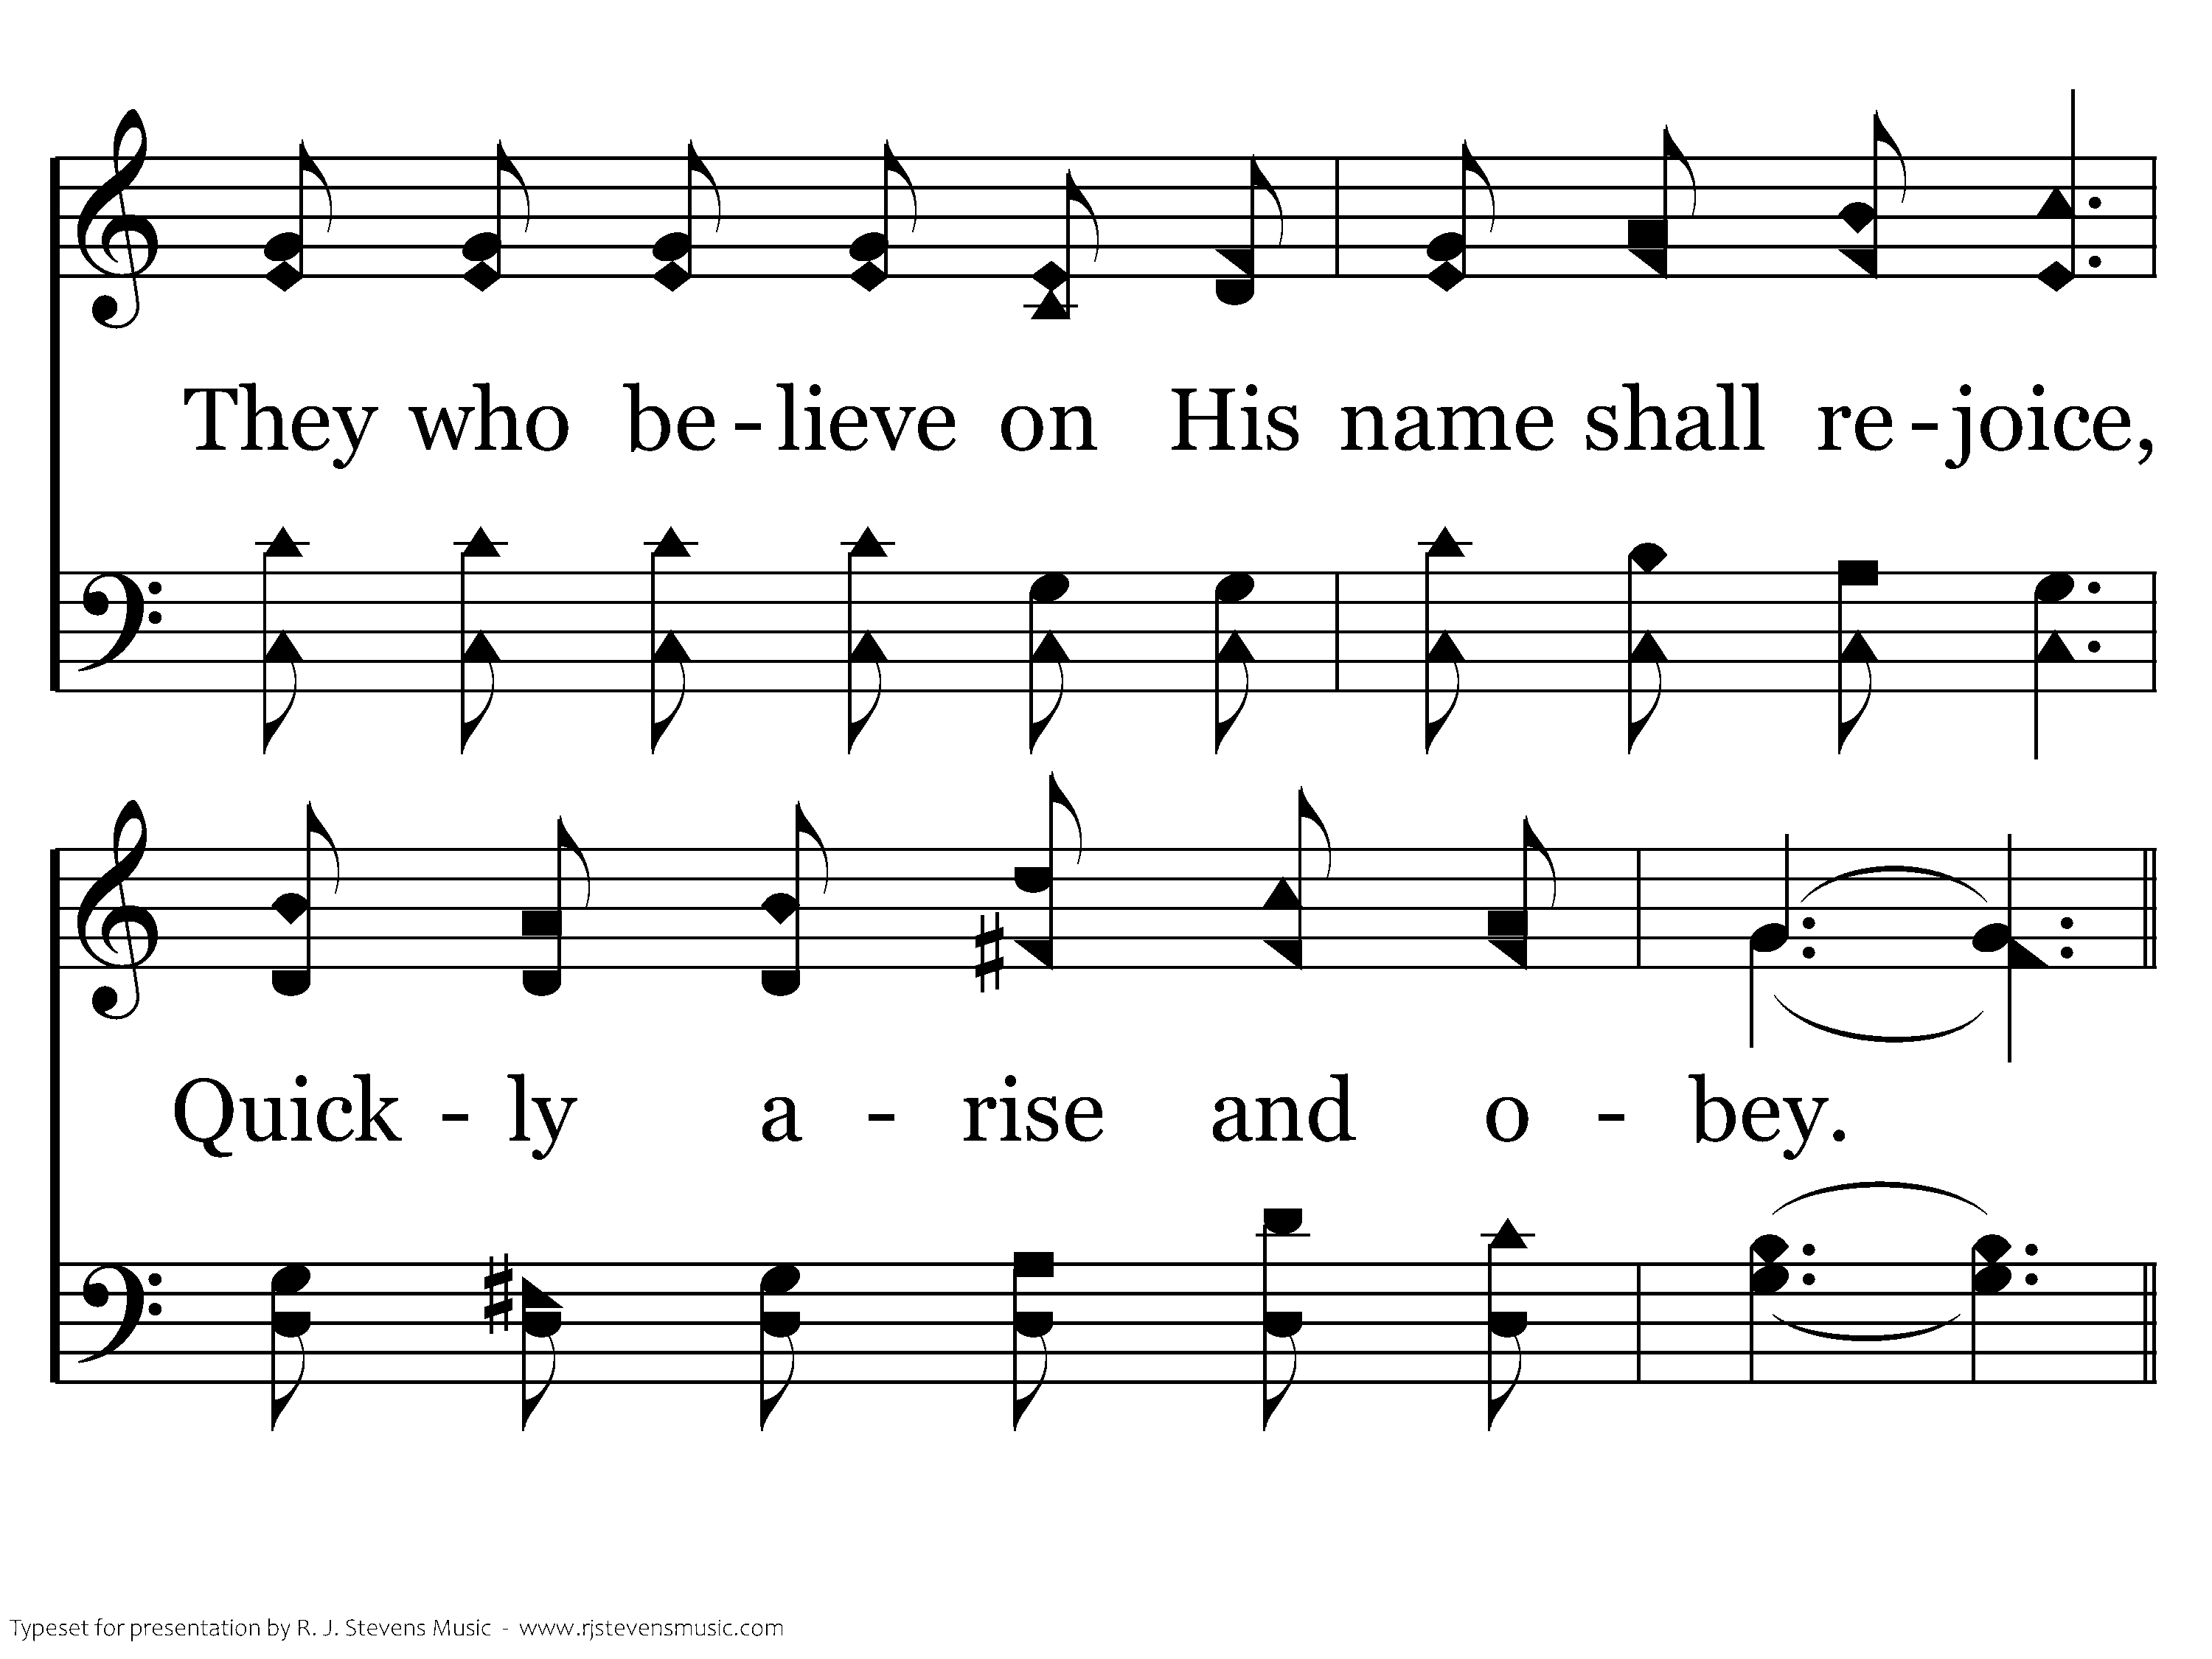 They who be - lieve on His name shall re - joice,
Quick - ly a - rise and o - bey.
Typeset for presentation by R. J. Stevens Music - www.rjstevensmusic.com